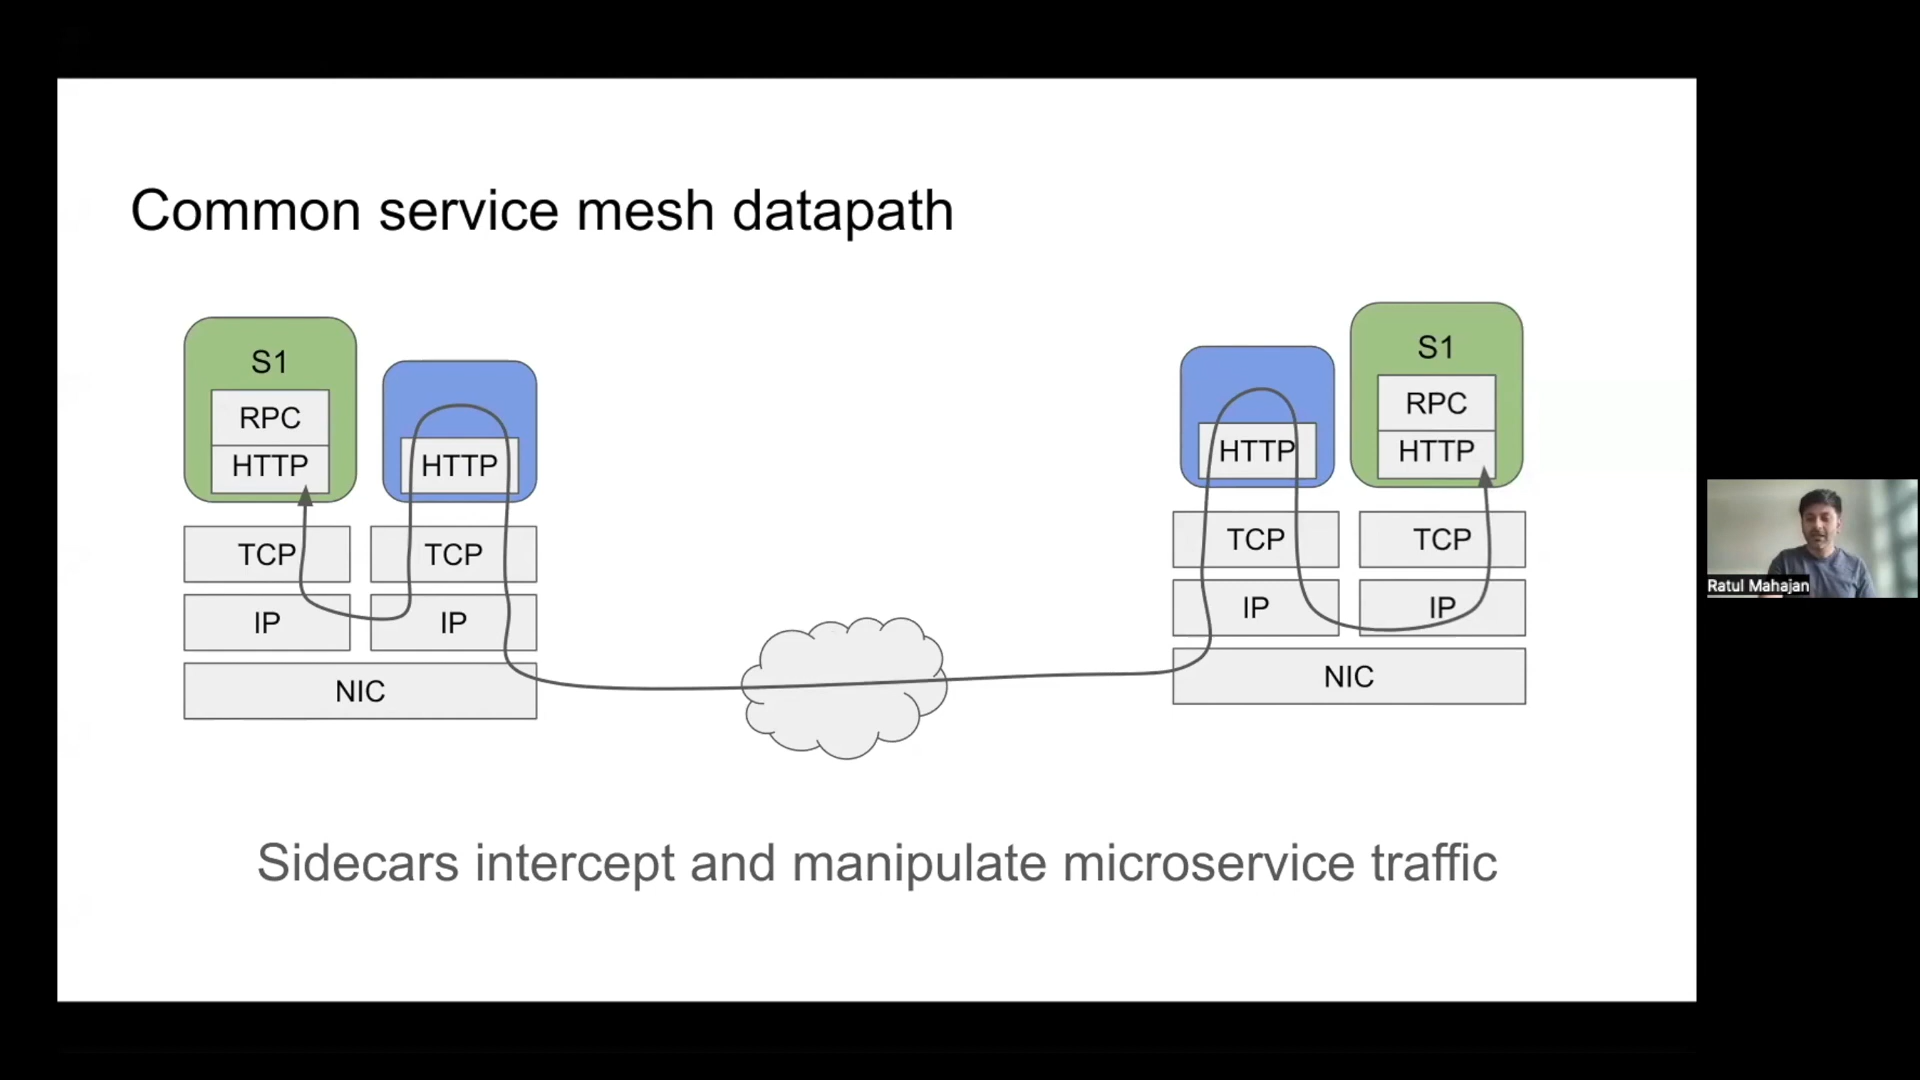 Common service mesh datapath
S1
RPC
HTTP
HTTP
TCP
TCP
IP
IP
NIC
HTTP
S1
RPC
HTTP
TCP
TCP
IP
IP
NIC
Sidecars intercept and manipulate microservice traffic
Ratul Mahajan